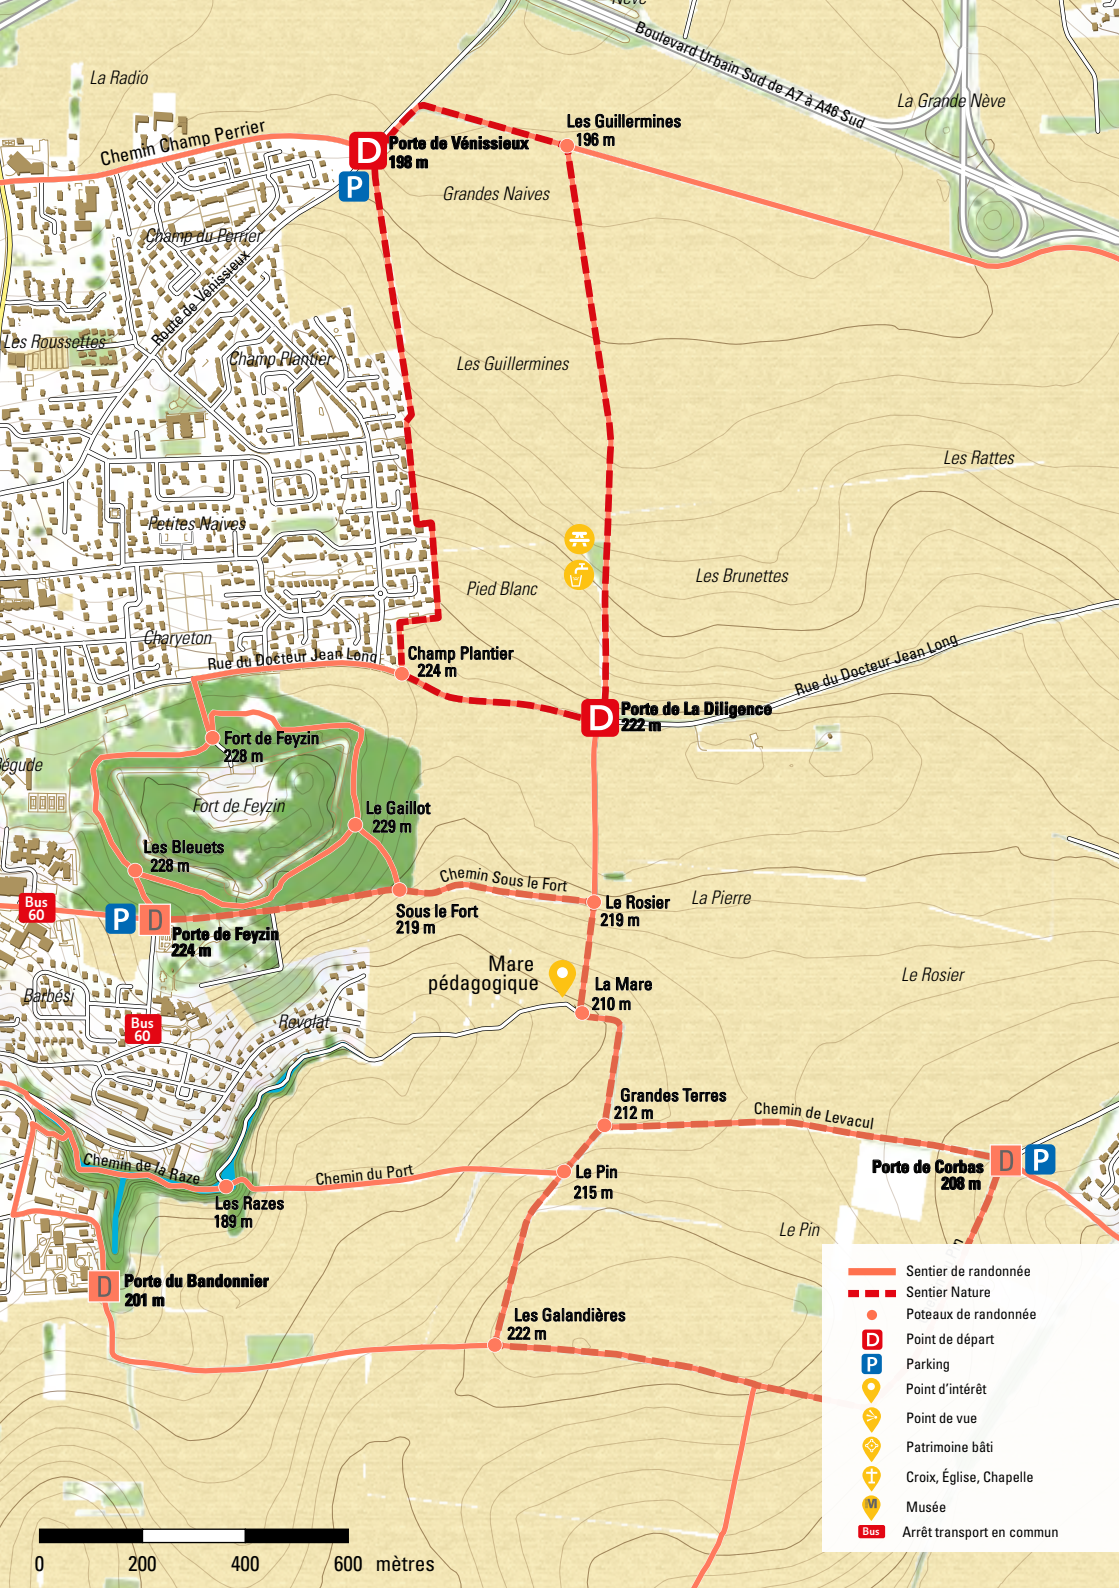 Neve
Boulevard Urbain Sud de A7 à A46 Sud
La Radio
La Grande Nève
Chemin Champ Perrier
Les Guillermines
196 m
D
Porte de Vénissieux
198 m
P
Grandes Naives
Champ du Perrier
Route de Vénissieux
Les Roussettes
Champ Plantier
Les Guillermines
Les Rattes
Petites Naives
Les Brunettes
Pied Blanc
Charveton
Rue du Docteur Jean Long
Champ Plantier
224 m
Rue du Docteur Jean Long
D
Porte de La Diligence
222 m
Fort de Feyzin
228 m
égude
Fort de Feyzin
Le Gaillot
229 m
Les Bleuets
228 m
Chemin Sous le Fort
Bus
60
P
D
Porte de Feyzin
224 m
Sous le Fort
219 m
Le Rosier
219 m
La Pierre
Mare
pédagogique
La Mare
210 m
Le Rosier
Barbési
Bus
60
Revolat
Grandes Terres
212 m
Chemin de Levacul
Porte de Corbas
208 m
D
P
Chemin de la Raze
Chemin du Port
Le Pin
215 m
Les Razes
189 m
Le Pin
D
Porte du Bandonnier
201 m
Les Galandières
222 m
Sentier de randonnée
Sentier Nature
Poteaux de randonnée
D
Point de départ
P
Parking
Point d'intérêt
Point de vue
Patrimoine bâti
Croix, Église, Chapelle
M
Musée
Bus
Arrêt transport en commun
0 200 400 600 mètres